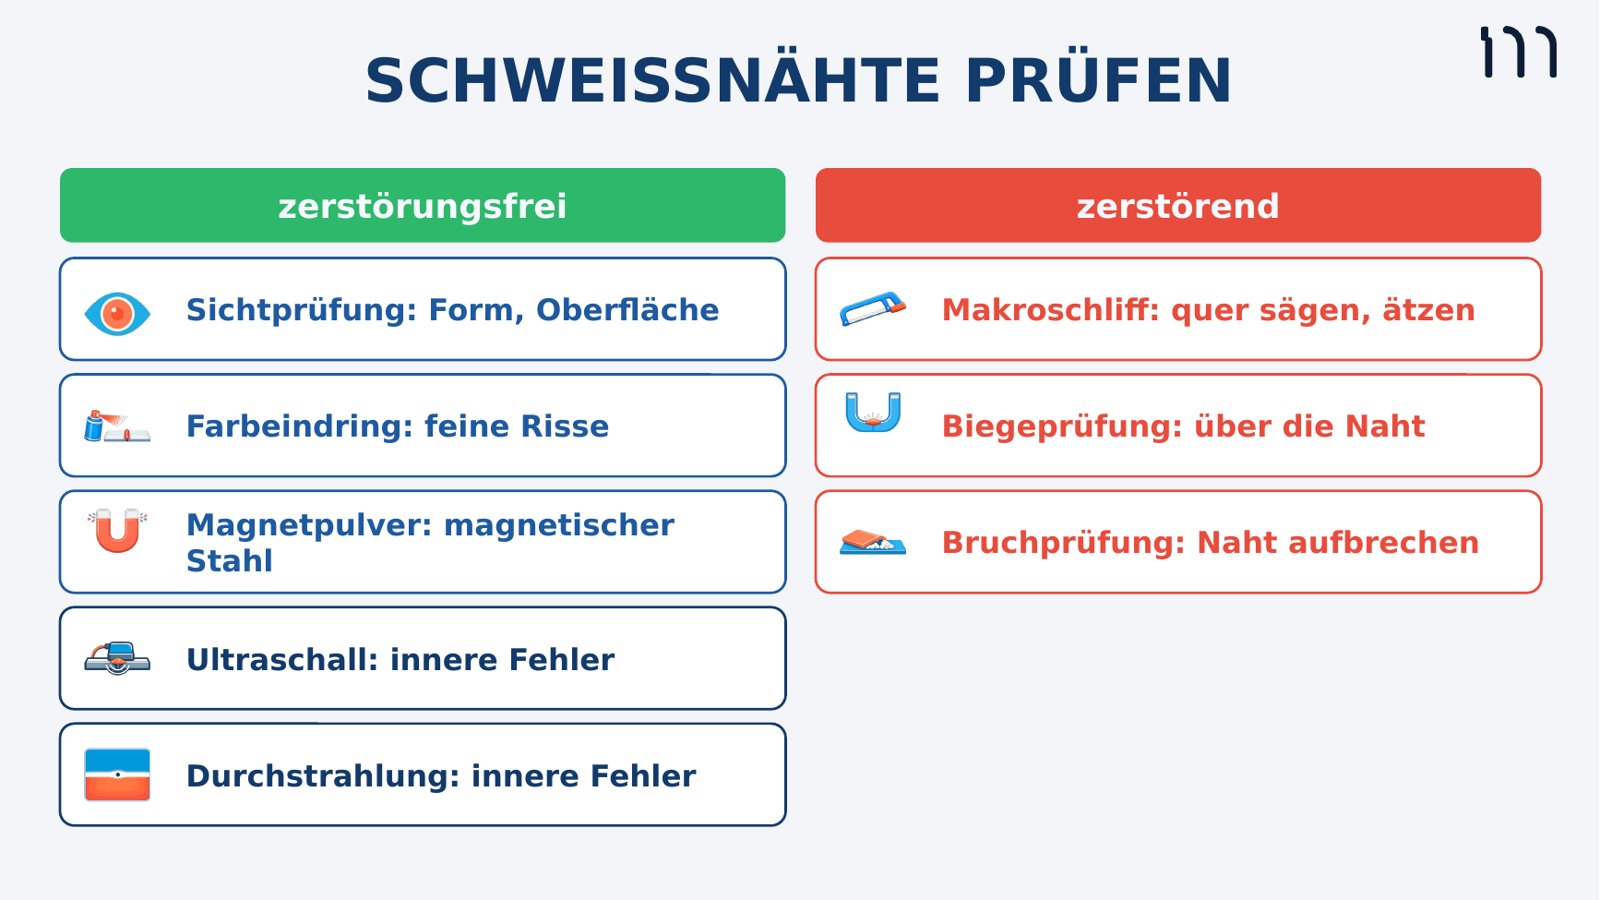 SCHWEISSNÄHTE PRÜFEN
zerstörungsfrei
Sichtprüfung: Form, Oberfläche
Farbeindring: feine Risse
Magnetpulver: magnetischer
Stahl
Ultraschall: innere Fehler
Durchstrahlung: innere Fehler
zerstörend
Makroschliff: quer sägen, ätzen
Biegeprüfung: über die Naht
Bruchprüfung: Naht aufbrechen